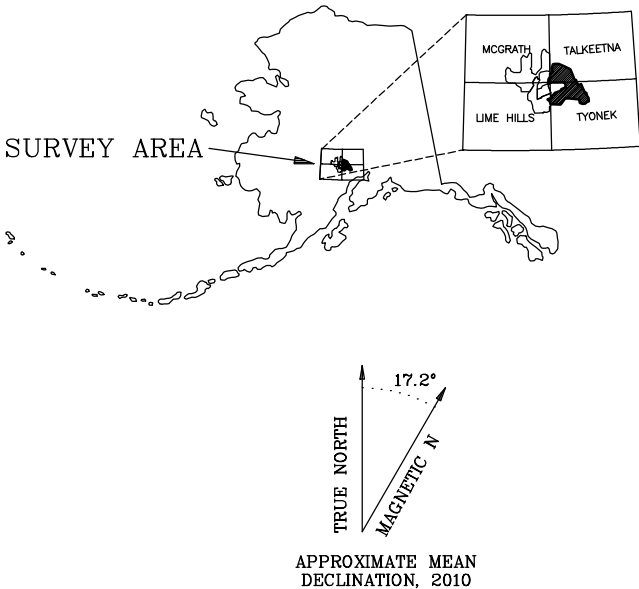 MCGRATH
TALKEETNA
LIME HILLS
TYONEK
SURVEY AREA
17.2°
TRUE NORTH
MAGNETIC N
APPROXIMATE MEAN
DECLINATION, 2010